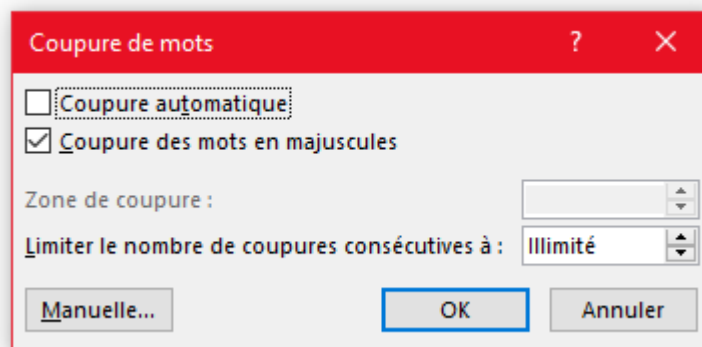 Coupure de mots ?
Coupure automatique
Coupure des mots en majuscules
Zone de coupure :
Limiter le nombre de coupures consécutives à : Illimité
Manuelle... OK Annuler